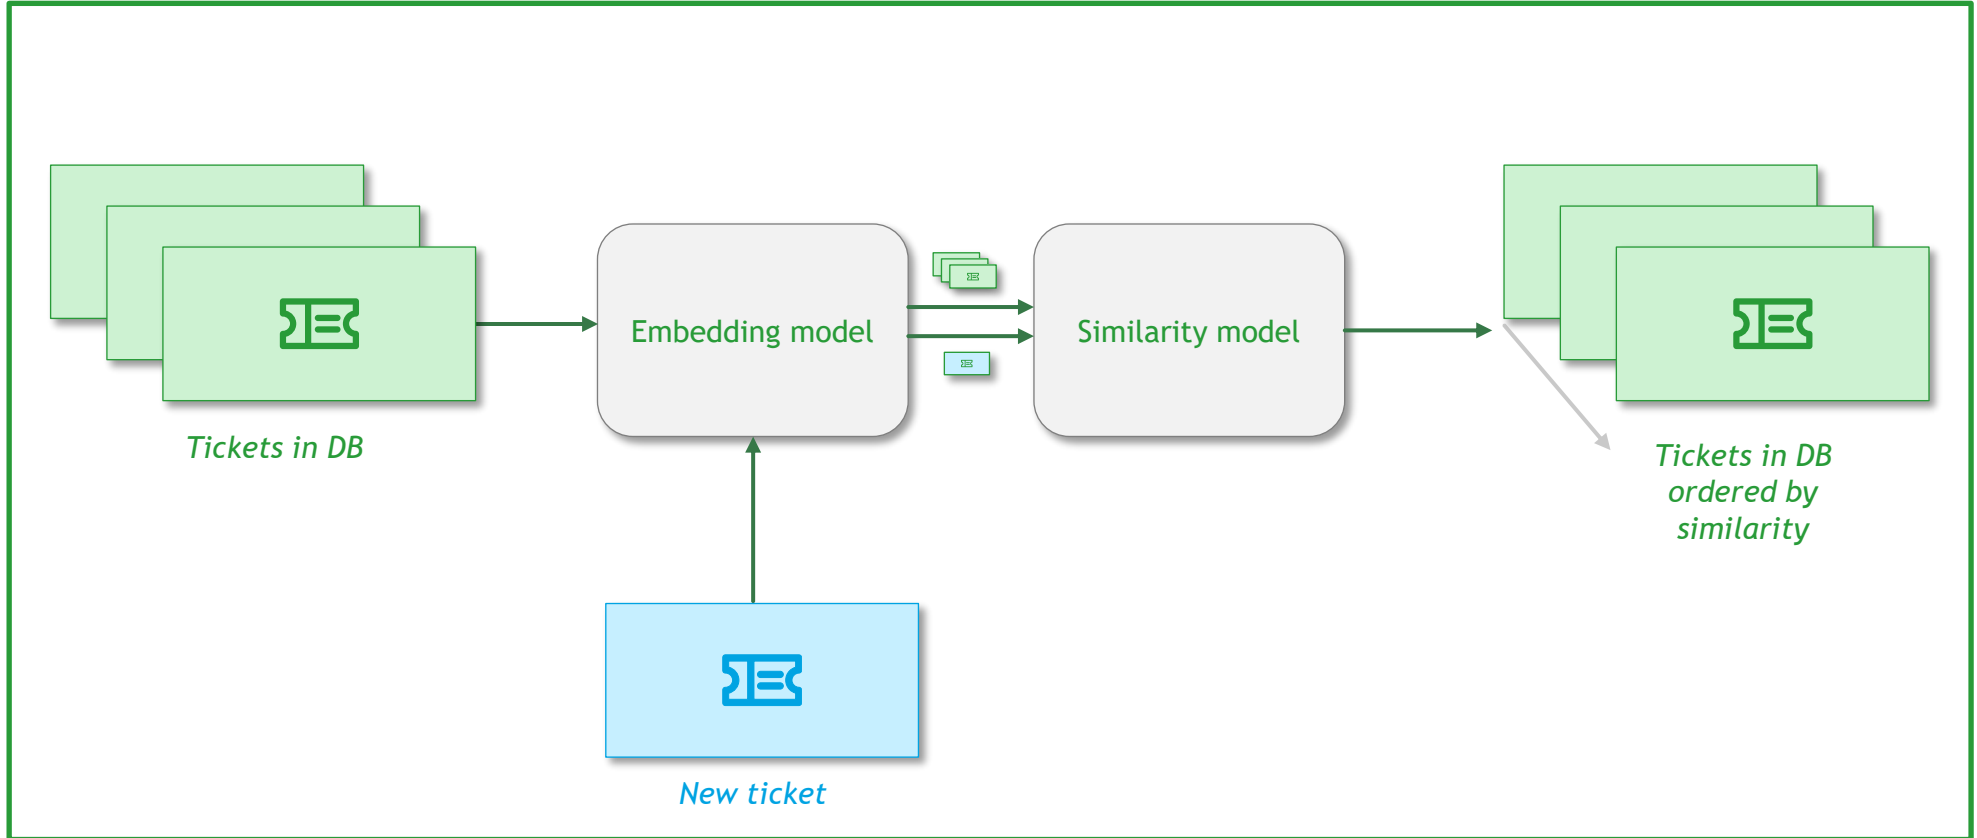 Embedding model
Similarity model
Tickets in DB
Tickets in DB
ordered by
similarity
New ticket